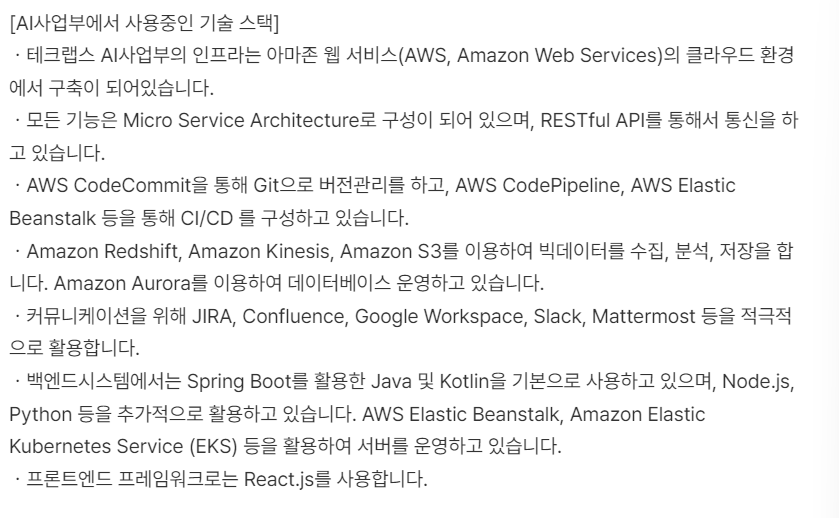 [AI사업부에서 사용중인 기술 스택]
· 테크랩스 AI사업부의 인프라는 아마존 웹 서비스(AWS, Amazon Web Services)의 클라우드 환경
에서 구축이 되어있습니다.
· 모든 기능은 Micro Service Architecture로 구성이 되어 있으며, RESTful API를 통해서 통신을 하
고 있습니다.
· AWS CodeCommit을 통해 Git으로 버전관리를 하고, AWS CodePipeline, AWS Elastic
Beanstalk 등을 통해 CI/CD 를 구성하고 있습니다.
· Amazon Redshift, Amazon Kinesis, Amazon S3를 이용하여 빅데이터를 수집, 분석, 저장을 합
니다. Amazon Aurora를 이용하여 데이터베이스 운영하고 있습니다.
· 커뮤니케이션을 위해 JIRA, Confluence, Google Workspace, Slack, Mattermost 등을 적극적
으로 활용합니다.
· 백엔드시스템에서는 Spring Boot를 활용한 Java 및 Kotlin을 기본으로 사용하고 있으며, Node.js,
Python 등을 추가적으로 활용하고 있습니다. AWS Elastic Beanstalk, Amazon Elastic
Kubernetes Service (EKS) 등을 활용하여 서버를 운영하고 있습니다.
· 프론트엔드 프레임워크로는 React.js를 사용합니다.